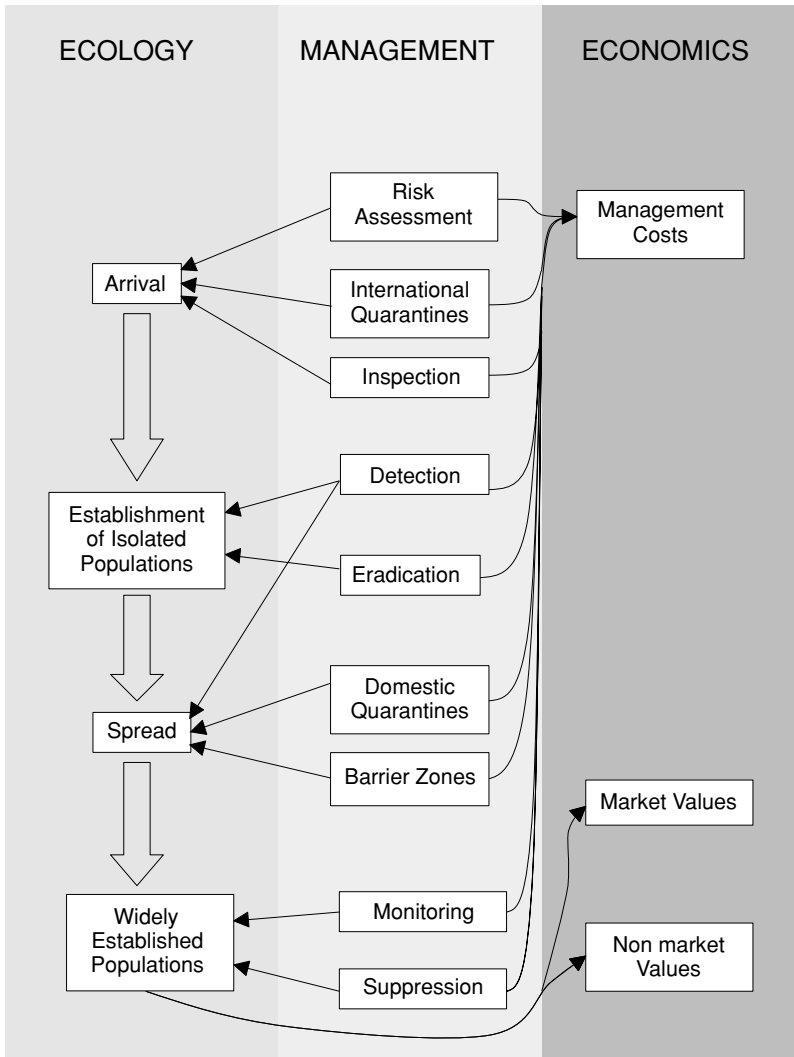 ECOLOGY
MANAGEMENT
ECONOMICS
Risk
Assessment
Management
Costs
Arrival
International
Quarantines
Inspection
Detection
Establishment
of Isolated
Populations
Eradication
Domestic
Quarantines
Spread
Barrier Zones
Market Values
Widely
Established
Populations
Monitoring
Non market
Values
Suppression